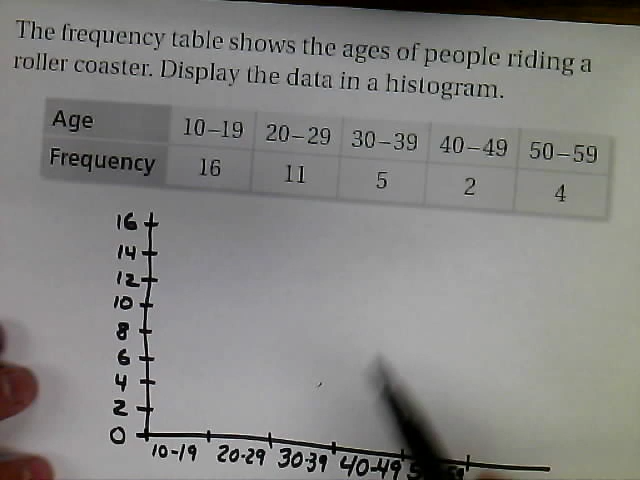 The frequency table shows the ages of people riding a
roller coaster. Display the data in a histogram.
Age 10–19 20–29 30–39 40–49 50–59
Frequency 16 11 5 2 4
16
14
12
10
8
6
4
2
0
10-19 20-29 30-39 40-49